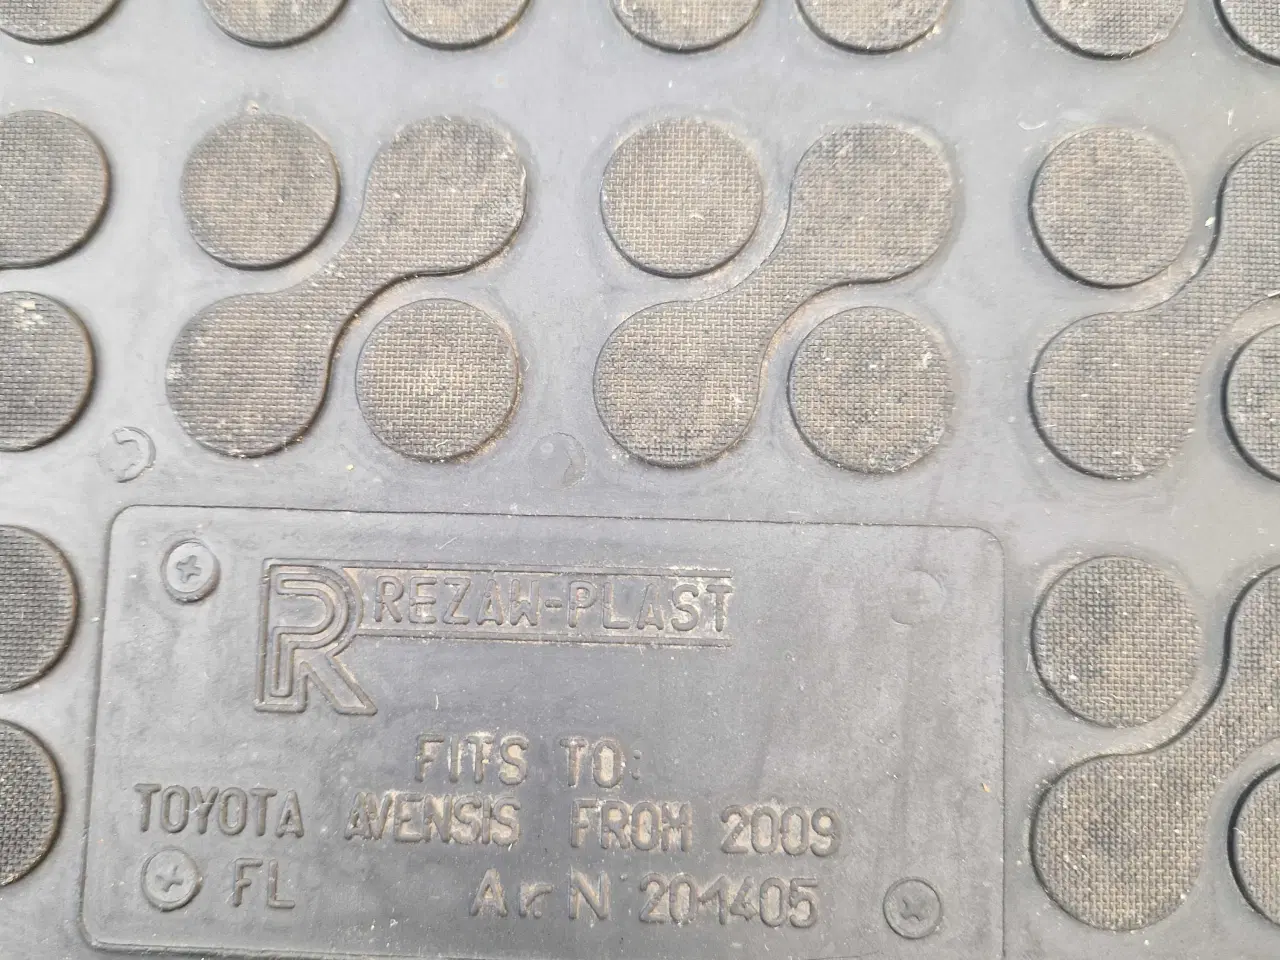 R REZAW-PLAST
FITS TO:
TOYOTA AVENSIS FROM 2009
FL Ar N 201405